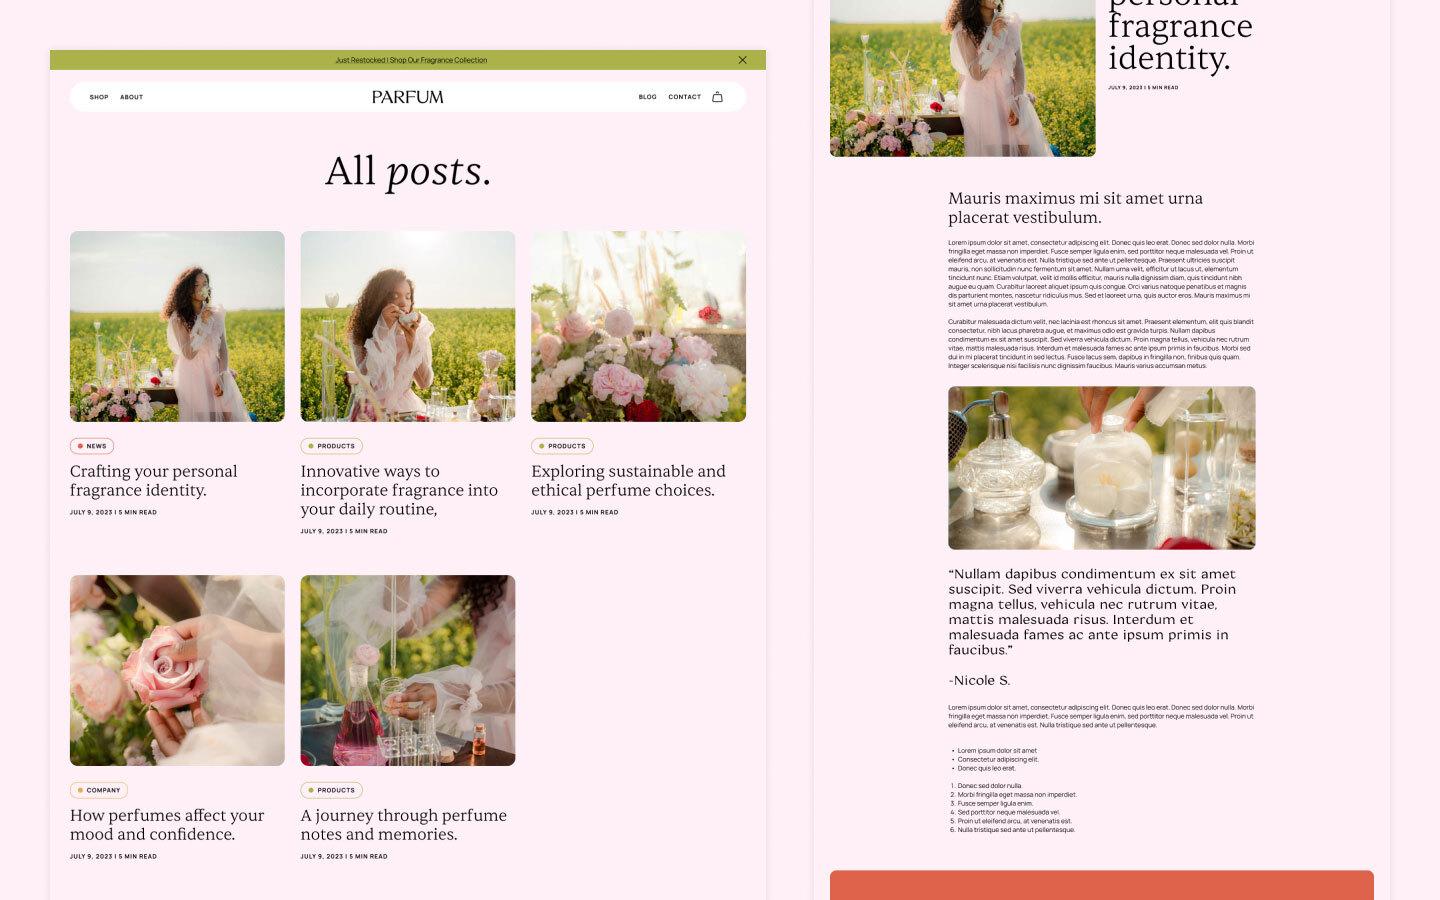 Just Restocked | Shop Our Fragrance Collection
SHOP
ABOUT
PARFUM
BLOG
CONTACT
All posts.
NEWS
Crafting your personal
fragrance identity.
JULY 9, 2023 | 5 MIN READ
PRODUCTS
Innovative ways to
incorporate fragrance into
your daily routine,
JULY 9, 2023 | 5 MIN READ
PRODUCTS
Exploring sustainable and
ethical perfume choices.
JULY 9, 2023 | 5 MIN READ
COMPANY
How perfumes affect your
mood and confidence.
JULY 9, 2023 | 5 MIN READ
PRODUCTS
A journey through perfume
notes and memories.
JULY 9, 2023 | 5 MIN READ
personal
fragrance
identity.
JULY 9, 2023 | 5 MIN READ
Mauris maximus mi sit amet urna
placerat vestibulum.
Lorem ipsum dolor sit amet, consectetur adipiscing elit. Donec quis leo erat. Donec sed dolor nulla. Morbi
fringilla eget massa non imperdiet. Fusce semper ligula enim, sed porttitor neque malesuada vel. Proin ut
eleifend arcu, at venenatis est. Nulla tristique sed ante ut pellentesque. Praesent ultricies suscipit
mauris, non sollicitudin nunc fermentum sit amet. Nullam urna velit, efficitur ut lacus ut, elementum
tincidunt nunc. Etiam volutpat, velit id mollis efficitur, mauris nulla dignissim diam, quis tincidunt nibh
augue eu quam. Curabitur laoreet aliquet ipsum quis congue. Orci varius natoque penatibus et magnis
dis parturient montes, nascetur ridiculus mus. Sed et laoreet urna, quis auctor eros. Mauris maximus mi
sit amet urna placerat vestibulum.
Curabitur malesuada dictum velit, nec lacinia est rhoncus sit amet. Praesent elementum, elit quis blandit
consectetur, nibh lacus pharetra augue, et maximus odio est gravida turpis. Nullam dapibus
condimentum ex sit amet suscipit. Sed viverra vehicula dictum. Proin magna tellus, vehicula nec rutrum
vitae, mattis malesuada risus. Interdum et malesuada fames ac ante ipsum primis in faucibus. Morbi sed
dui in mi placerat tincidunt in sed lectus. Fusce lacus sem, dapibus in fringilla non, finibus quis quam.
Integer scelerisque nisi facilisis nunc dignissim faucibus. Mauris varius accumsan metus.
“Nullam dapibus condimentum ex sit amet
suscipit. Sed viverra vehicula dictum. Proin
magna tellus, vehicula nec rutrum vitae,
mattis malesuada risus. Interdum et
malesuada fames ac ante ipsum primis in
faucibus.”
-Nicole S.
Lorem ipsum dolor sit amet, consectetur adipiscing elit. Donec quis leo erat. Donec sed dolor nulla. Morbi
fringilla eget massa non imperdiet. Fusce semper ligula enim, sed porttitor neque malesuada vel. Proin ut
eleifend arcu, at venenatis est. Nulla tristique sed ante ut pellentesque.
• Lorem ipsum dolor sit amet
• Consectetur adipiscing elit.
• Donec quis leo erat.
1. Donec sed dolor nulla.
2. Morbi fringilla eget massa non imperdiet.
3. Fusce semper ligula enim.
4. Sed porttitor neque malesuada vel.
5. Proin ut eleifend arcu, at venenatis est.
6. Nulla tristique sed ante ut pellentesque.